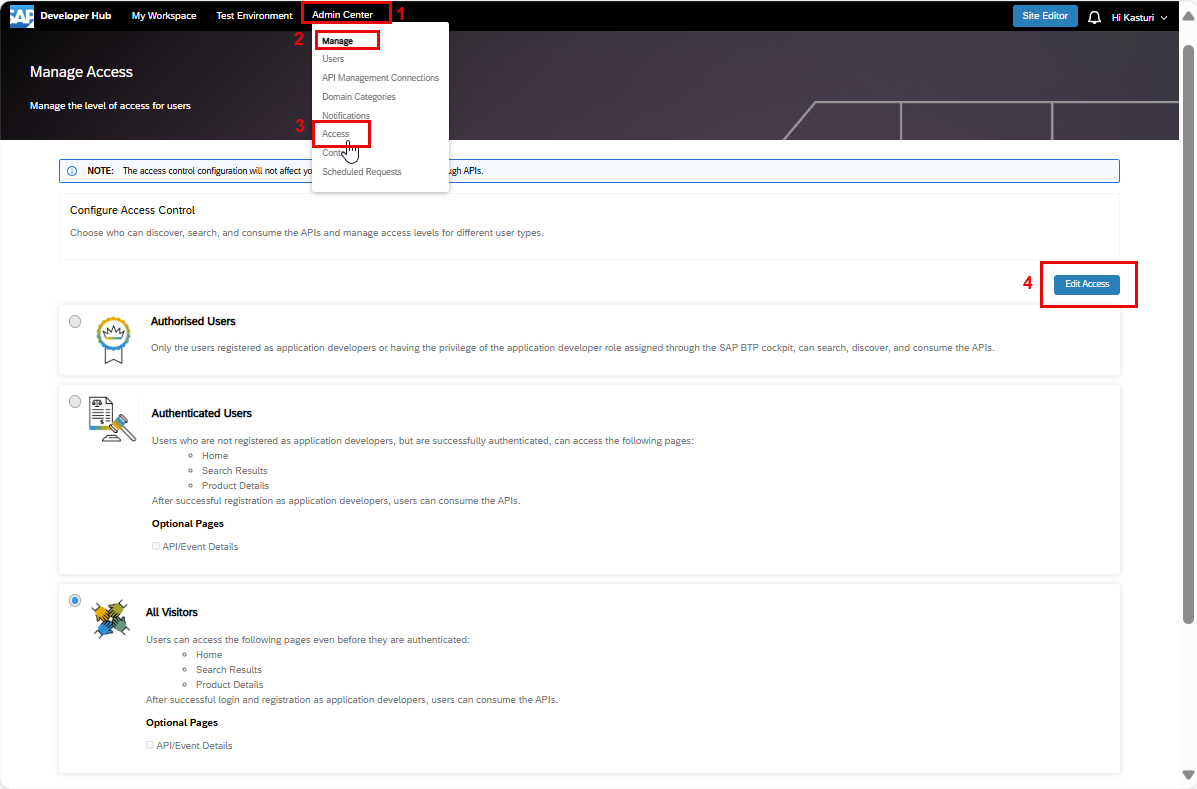 SAP Developer Hub My Workspace Test Environment Admin Center 1 Site Editor Hi Kasturi
2 Manage
Users
API Management Connections
Domain Categories
Notifications
3 Access
Scheduled Requests
Manage Access
Manage the level of access for users
NOTE: The access control configuration will not affect APIs.
Configure Access Control
Choose who can discover, search, and consume the APIs and manage access levels for different user types.
4 Edit Access
Authorised Users
Only the users registered as application developers or having the privilege of the application developer role assigned through the SAP BTP cockpit, can search, discover, and consume the APIs.
Authenticated Users
Users who are not registered as application developers, but are successfully authenticated, can access the following pages:
Home
Search Results
Product Details
After successful registration as application developers, users can consume the APIs.
Optional Pages
API/Event Details
All Visitors
Users can access the following pages even before they are authenticated:
Home
Search Results
Product Details
After successful login and registration as application developers, users can consume the APIs.
Optional Pages
API/Event Details